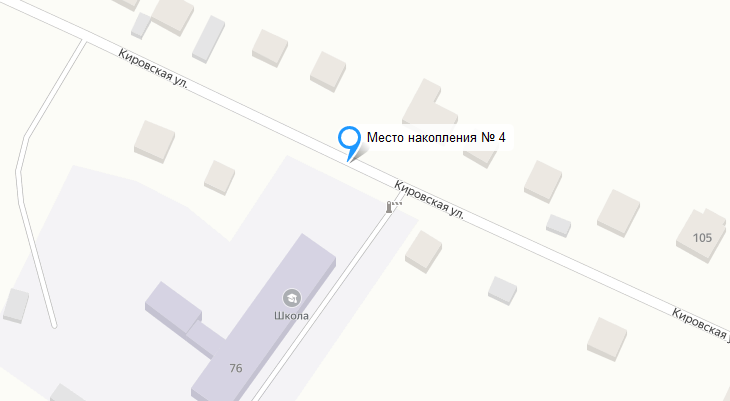 Кировская ул.
Место накопления № 4
Кировская ул.
105
Школа
Кировская у
76